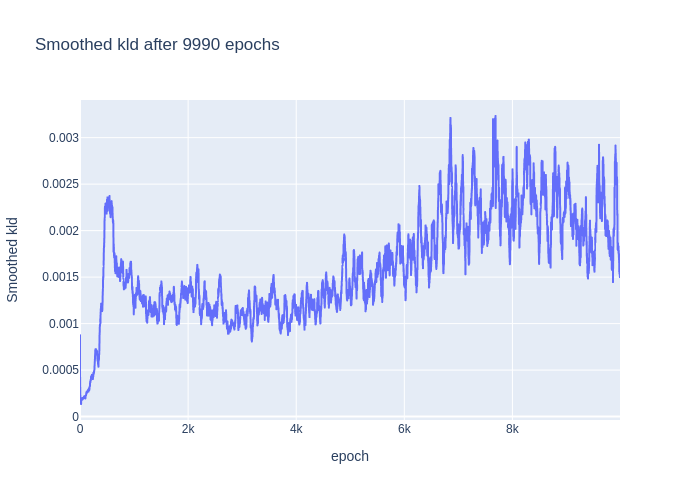 Smoothed kld after 9990 epochs
Smoothed kld
0.003
0.0025
0.002
0.0015
0.001
0.0005
0
0 2k 4k 6k 8k
epoch